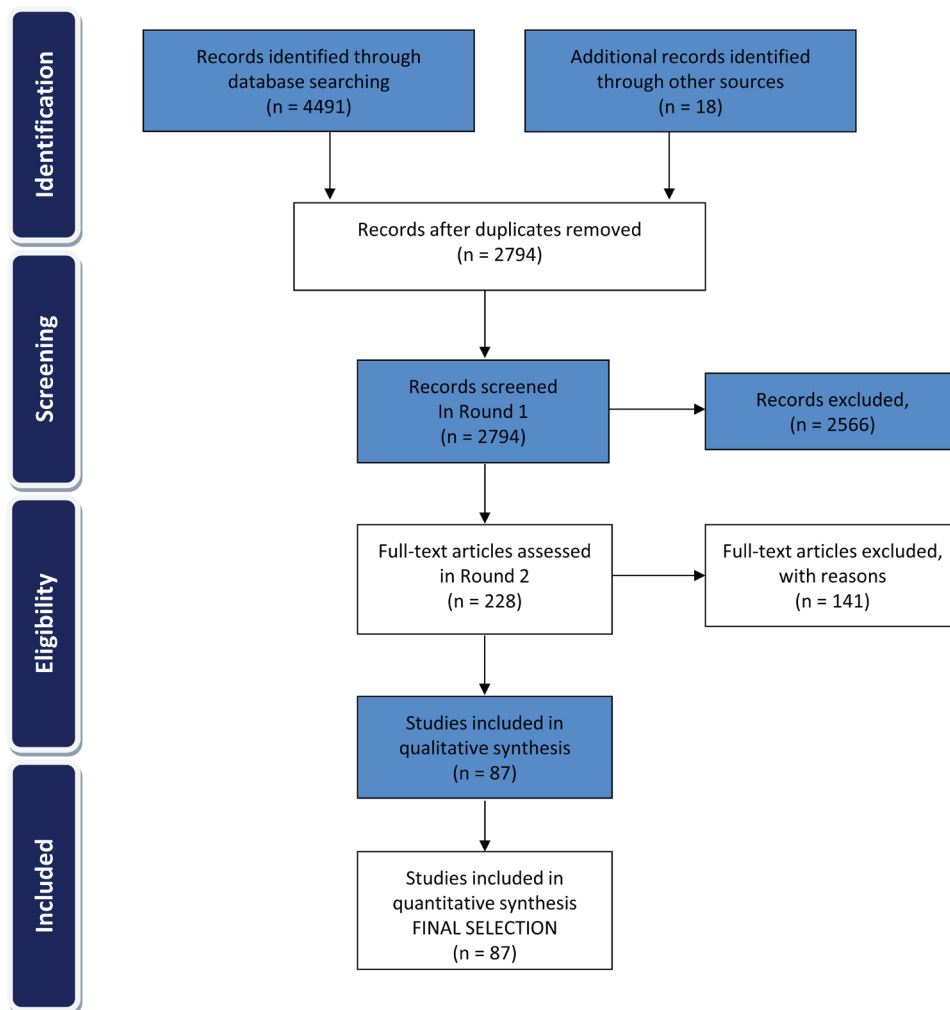 Identification
Records identified through
database searching
(n = 4491)
Additional records identified
through other sources
(n = 18)
Records after duplicates removed
(n = 2794)
Screening
Records screened
In Round 1
(n = 2794)
Records excluded,
(n = 2566)
Eligibility
Full-text articles assessed
in Round 2
(n = 228)
Full-text articles excluded,
with reasons
(n = 141)
Studies included in
qualitative synthesis
(n = 87)
Included
Studies included in
quantitative synthesis
FINAL SELECTION
(n = 87)